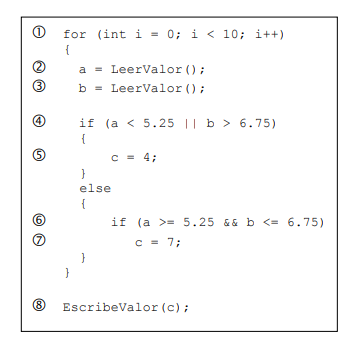 ① for (int i = 0; i < 10; i++)
{
② a = LeerValor();
③ b = LeerValor();
④ if (a < 5.25 || b > 6.75)
{
⑤ c = 4;
}
else
{
⑥ if (a >= 5.25 && b <= 6.75)
⑦ c = 7;
}
}
⑧ EscribeValor(c);